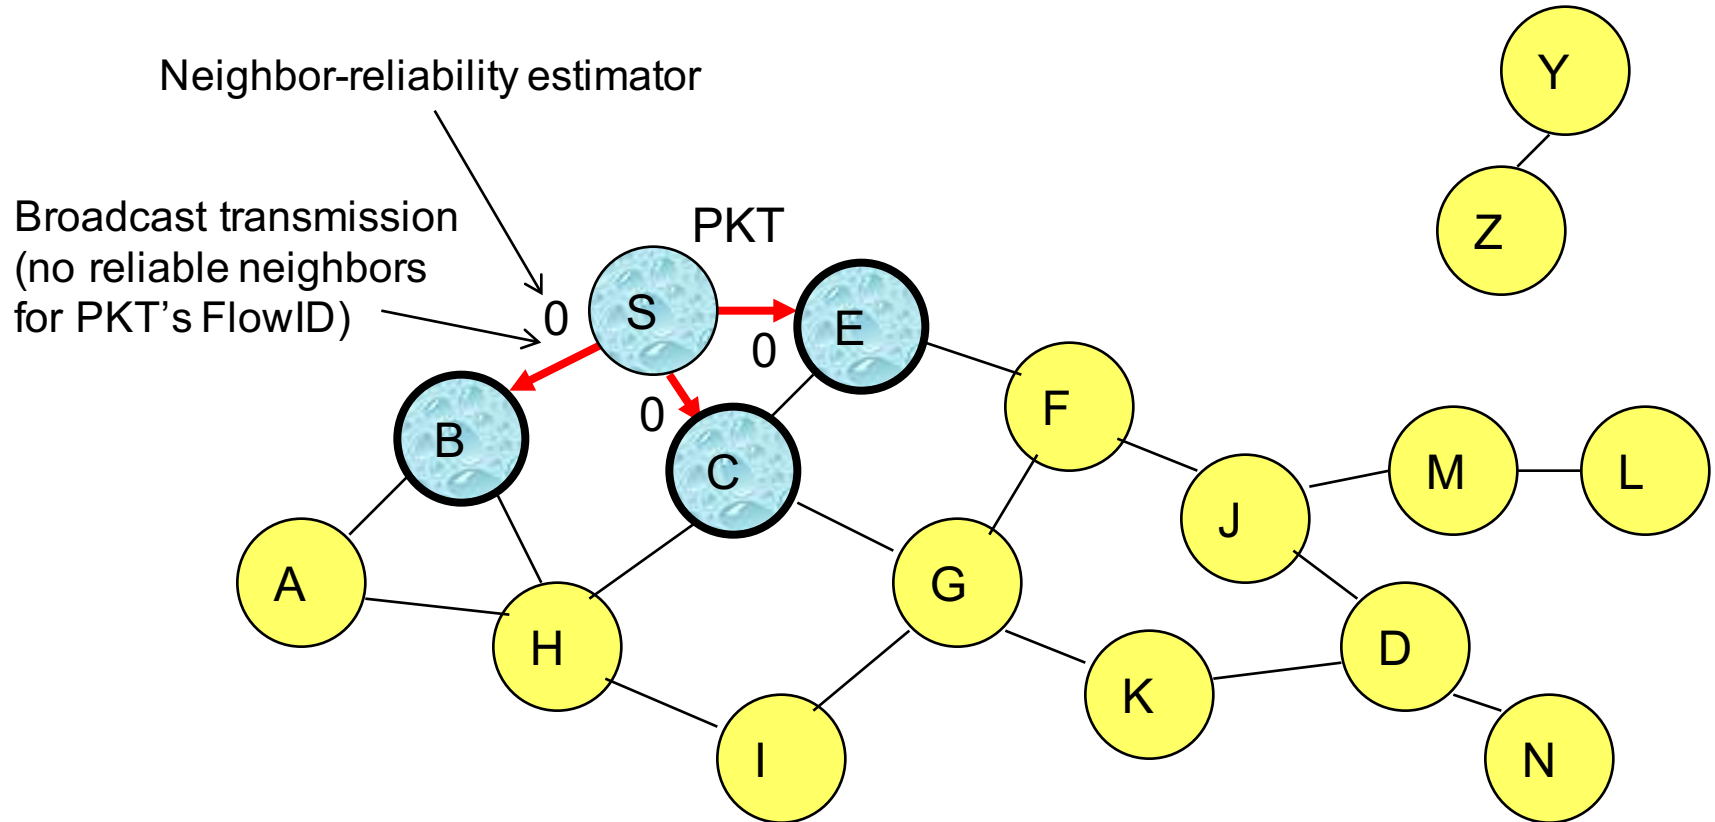 Neighbor-reliability estimator
Broadcast transmission
(no reliable neighbors
for PKT's FlowID)
PKT
Y
Z
0
S
0
E
0
B
C
F
M
L
J
A
G
H
D
K
I
N